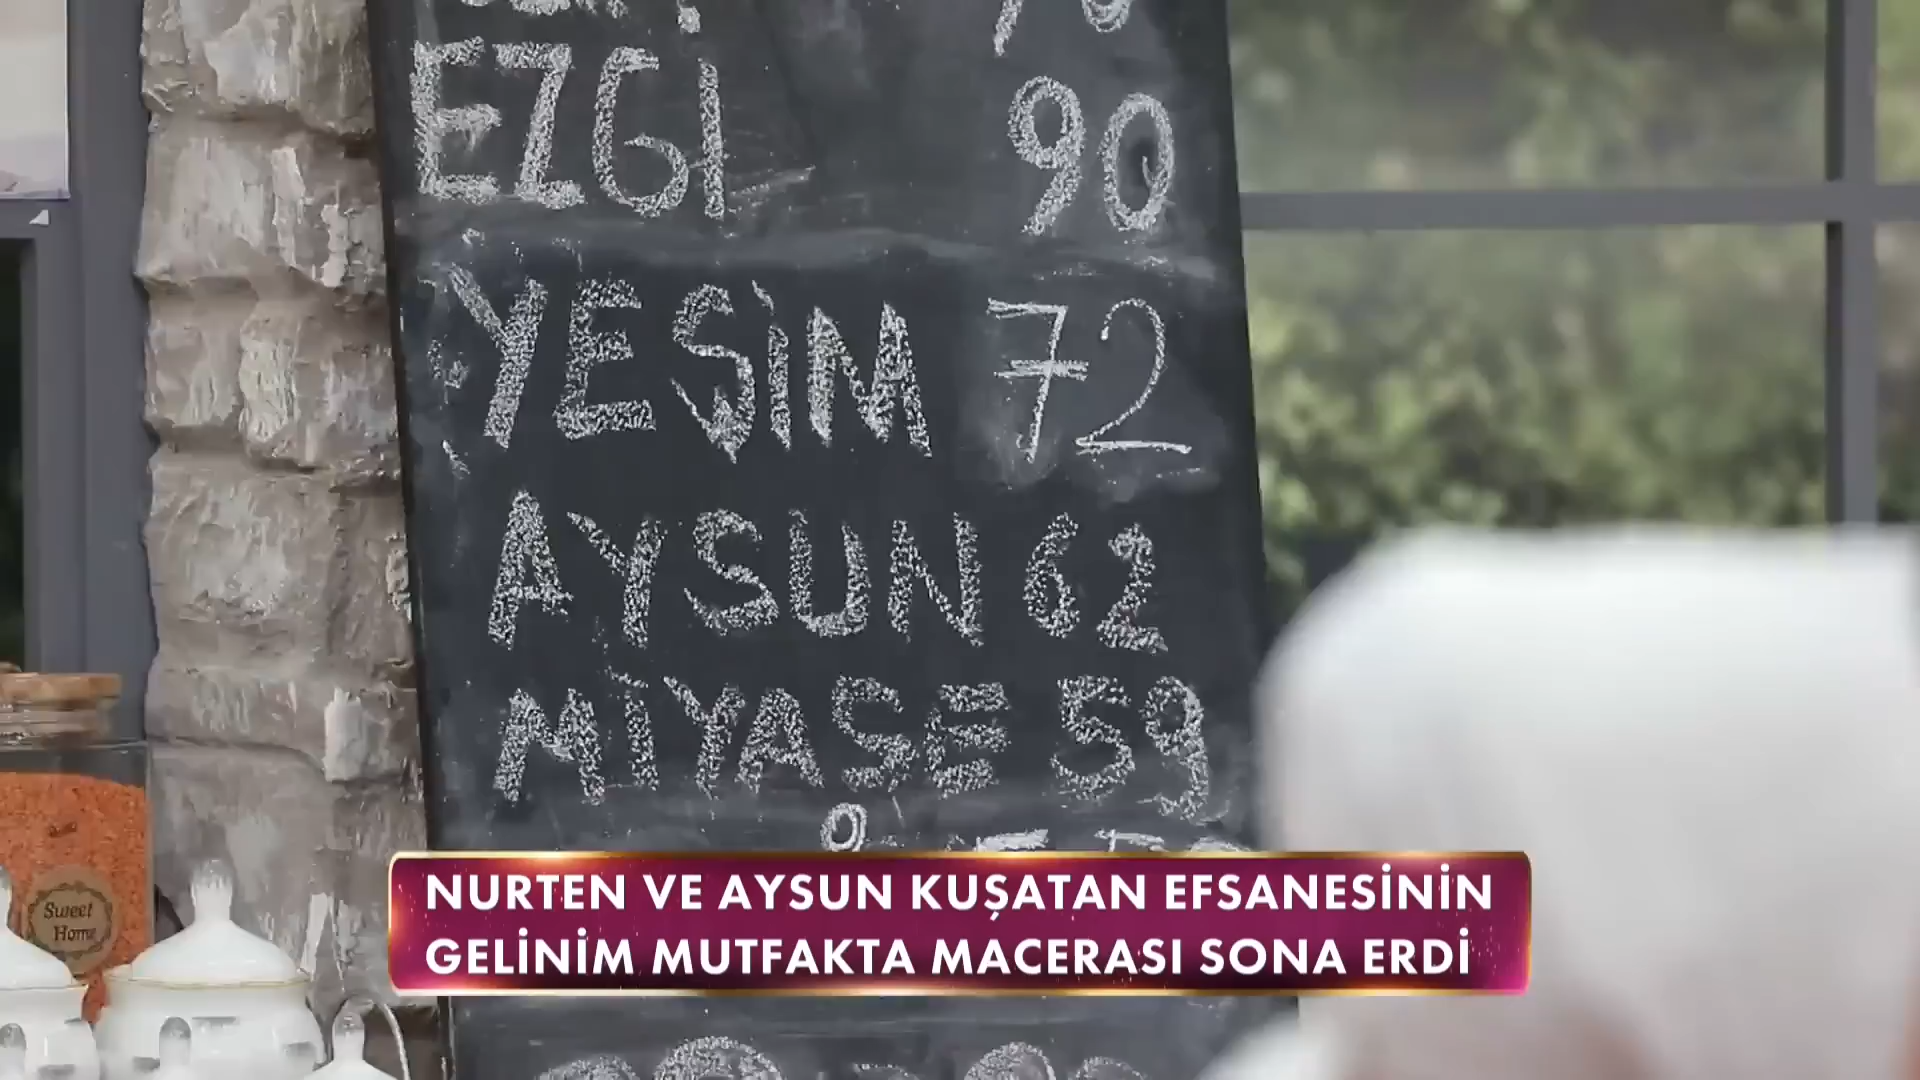 EZGİ 90
YEŞİM 72
AYSUN 62
MİYASE 59
Sweet
Home
NURTEN VE AYSUN KUŞATAN EFSANESİNİN
GELİNİM MUTFAKTA MACERASI SONA ERDİ